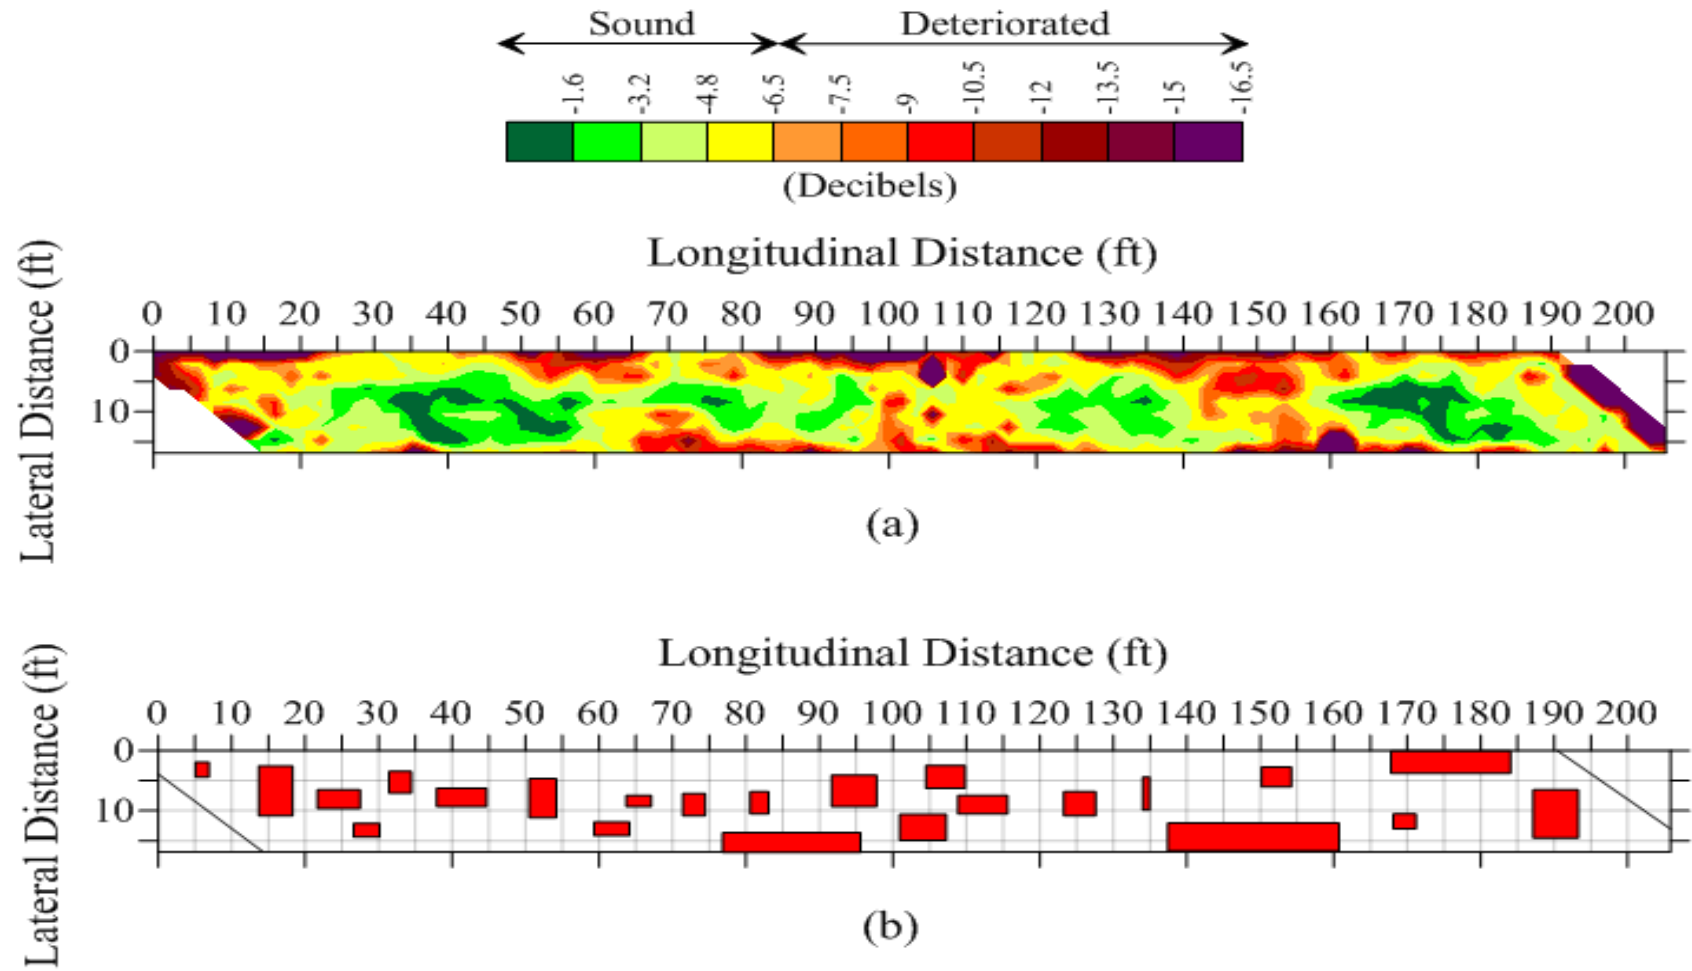 Sound Deteriorated
-1.6 -3.2 -4.8 -6.5 -7.5 -9 -10.5 -12 -13.5 -15 -16.5
(Decibels)
Longitudinal Distance (ft)
0 10 20 30 40 50 60 70 80 90 100 110 120 130 140 150 160 170 180 190 200
Lateral Distance (ft)
0
10
(a)
Longitudinal Distance (ft)
0 10 20 30 40 50 60 70 80 90 100 110 120 130 140 150 160 170 180 190 200
Lateral Distance (ft)
0
10
(b)